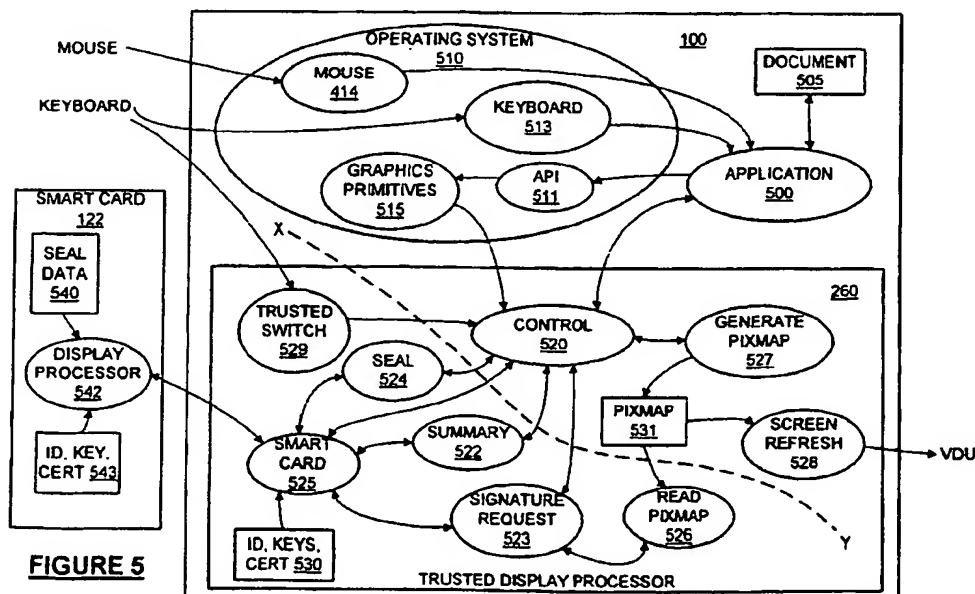 MOUSE
KEYBOARD
OPERATING SYSTEM
510
MOUSE
414
KEYBOARD
513
GRAPHICS
PRIMITIVES
515
API
511
100
DOCUMENT
505
APPLICATION
500
SMART CARD
122
SEAL
DATA
540
DISPLAY
PROCESSOR
542
ID, KEY,
CERT 543
FIGURE 5
X
260
TRUSTED
SWITCH
529
CONTROL
520
GENERATE
PIXMAP
527
SEAL
524
SUMMARY
522
PIXMAP
531
SCREEN
REFRESH
528
VDU
SMART
CARD
525
SIGNATURE
REQUEST
523
READ
PIXMAP
526
Y
ID, KEYS,
CERT 530
TRUSTED DISPLAY PROCESSOR